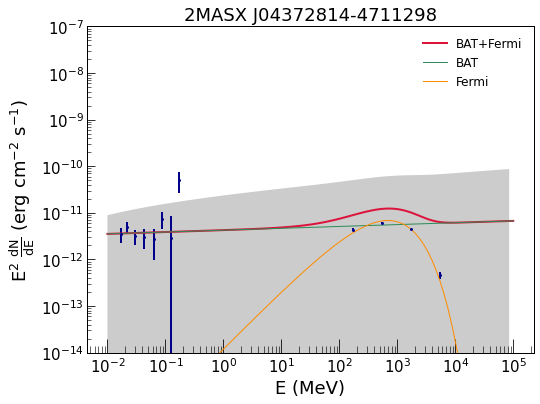 2MASX J04372814-4711298
10⁻⁷
10⁻⁸
10⁻⁹
10⁻¹⁰
10⁻¹¹
10⁻¹²
10⁻¹³
10⁻¹⁴
E² dN/dE (erg cm⁻² s⁻¹)
BAT+Fermi
BAT
Fermi
10⁻² 10⁻¹ 10⁰ 10¹ 10² 10³ 10⁴ 10⁵
E (MeV)